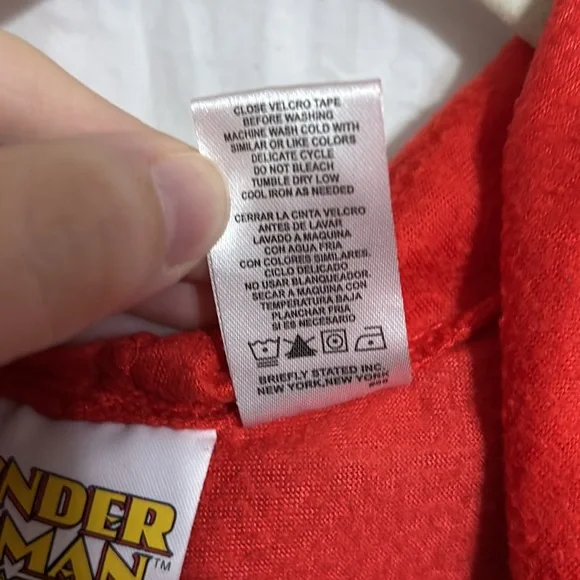 CLOSE VELCRO TAPE
BEFORE WASHING
MACHINE WASH COLD WITH
SIMILAR OR LIKE COLORS
DELICATE CYCLE
DO NOT BLEACH
TUMBLE DRY LOW
COOL IRON AS NEEDED
CERRAR LA CINTA VELCRO
ANTES DE LAVAR
LAVADO A MAQUINA
CON AGUA FRIA
CON COLORES SIMILARES.
CICLO DELICADO
NO USAR BLANQUEADOR.
SECAR A MAQUINA CON
TEMPERATURA BAJA
PLANCHAR FRIA
SI ES NECESARIO
BRIEFLY STATED INC.
NEW YORK,NEW YORK
NDER
MAN™